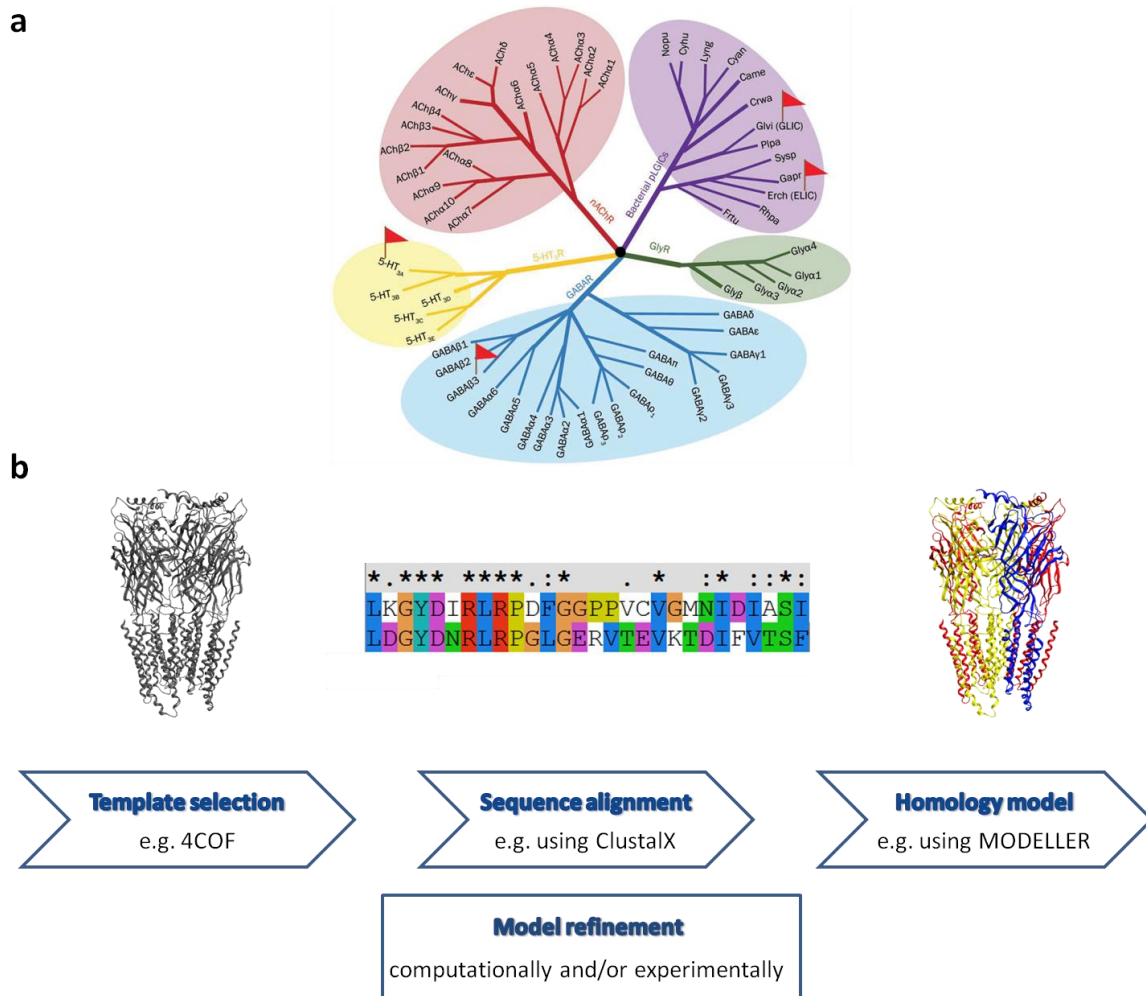 a
Nopu
Cyhu
Lyng
Cyan
Came
Crwa
Glvi (GLIC)
Plpa
Sysp
Gapr
Erch (ELIC)
Rhpa
Frtu
Bacterial pLGICs
AChδ
AChε
AChγ
AChβ4
AChβ3
AChβ2
AChβ1
AChα8
AChα9
AChα10
AChα7
AChα6
AChα5
AChα4
AChα3
AChα2
AChα1
nAChR
5-HT3R
5-HT3A
5-HT3B
5-HT3D
5-HT3C
5-HT3E
GlyR
Glyα4
Glyα1
Glyα2
Glyα3
Glyβ
GABAR
GABAβ1
GABAβ2
GABAβ3
GABAα6
GABAα5
GABAα4
GABAα3
GABAα2
GABAα1
GABAρ3
GABAρ2
GABAρ1
GABAθ
GABAπ
GABAδ
GABAε
GABAγ1
GABAγ3
GABAγ2
b
*.*** ****.:* . * :* ::*:
LKGYDIRLRPDFGGPPVCVGMNIDIASI
LDGYDNRLRPGLGERVTEVKTDIFVTSF
Template selection
e.g. 4COF
Sequence alignment
e.g. using ClustalX
Homology model
e.g. using MODELLER
Model refinement
computationally and/or experimentally